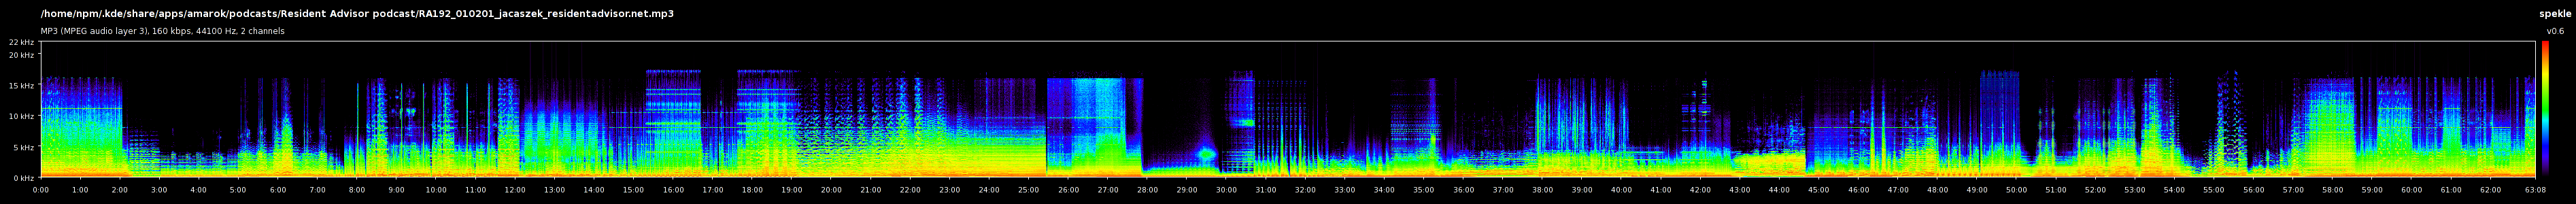 /home/npm/.kde/share/apps/amarok/podcasts/Resident Advisor podcast/RA192_010201_jacaszek_residentadvisor.net.mp3
spekle
MP3 (MPEG audio layer 3), 160 kbps, 44100 Hz, 2 channels
v0.6
22 kHz
20 kHz
15 kHz
10 kHz
5 kHz
0 kHz
0:00 1:00 2:00 3:00 4:00 5:00 6:00 7:00 8:00 9:00 10:00 11:00 12:00 13:00 14:00 15:00 16:00 17:00 18:00 19:00 20:00 21:00 22:00 23:00 24:00 25:00 26:00 27:00 28:00 29:00 30:00 31:00 32:00 33:00 34:00 35:00 36:00 37:00 38:00 39:00 40:00 41:00 42:00 43:00 44:00 45:00 46:00 47:00 48:00 49:00 50:00 51:00 52:00 53:00 54:00 55:00 56:00 57:00 58:00 59:00 60:00 61:00 62:00 63:08